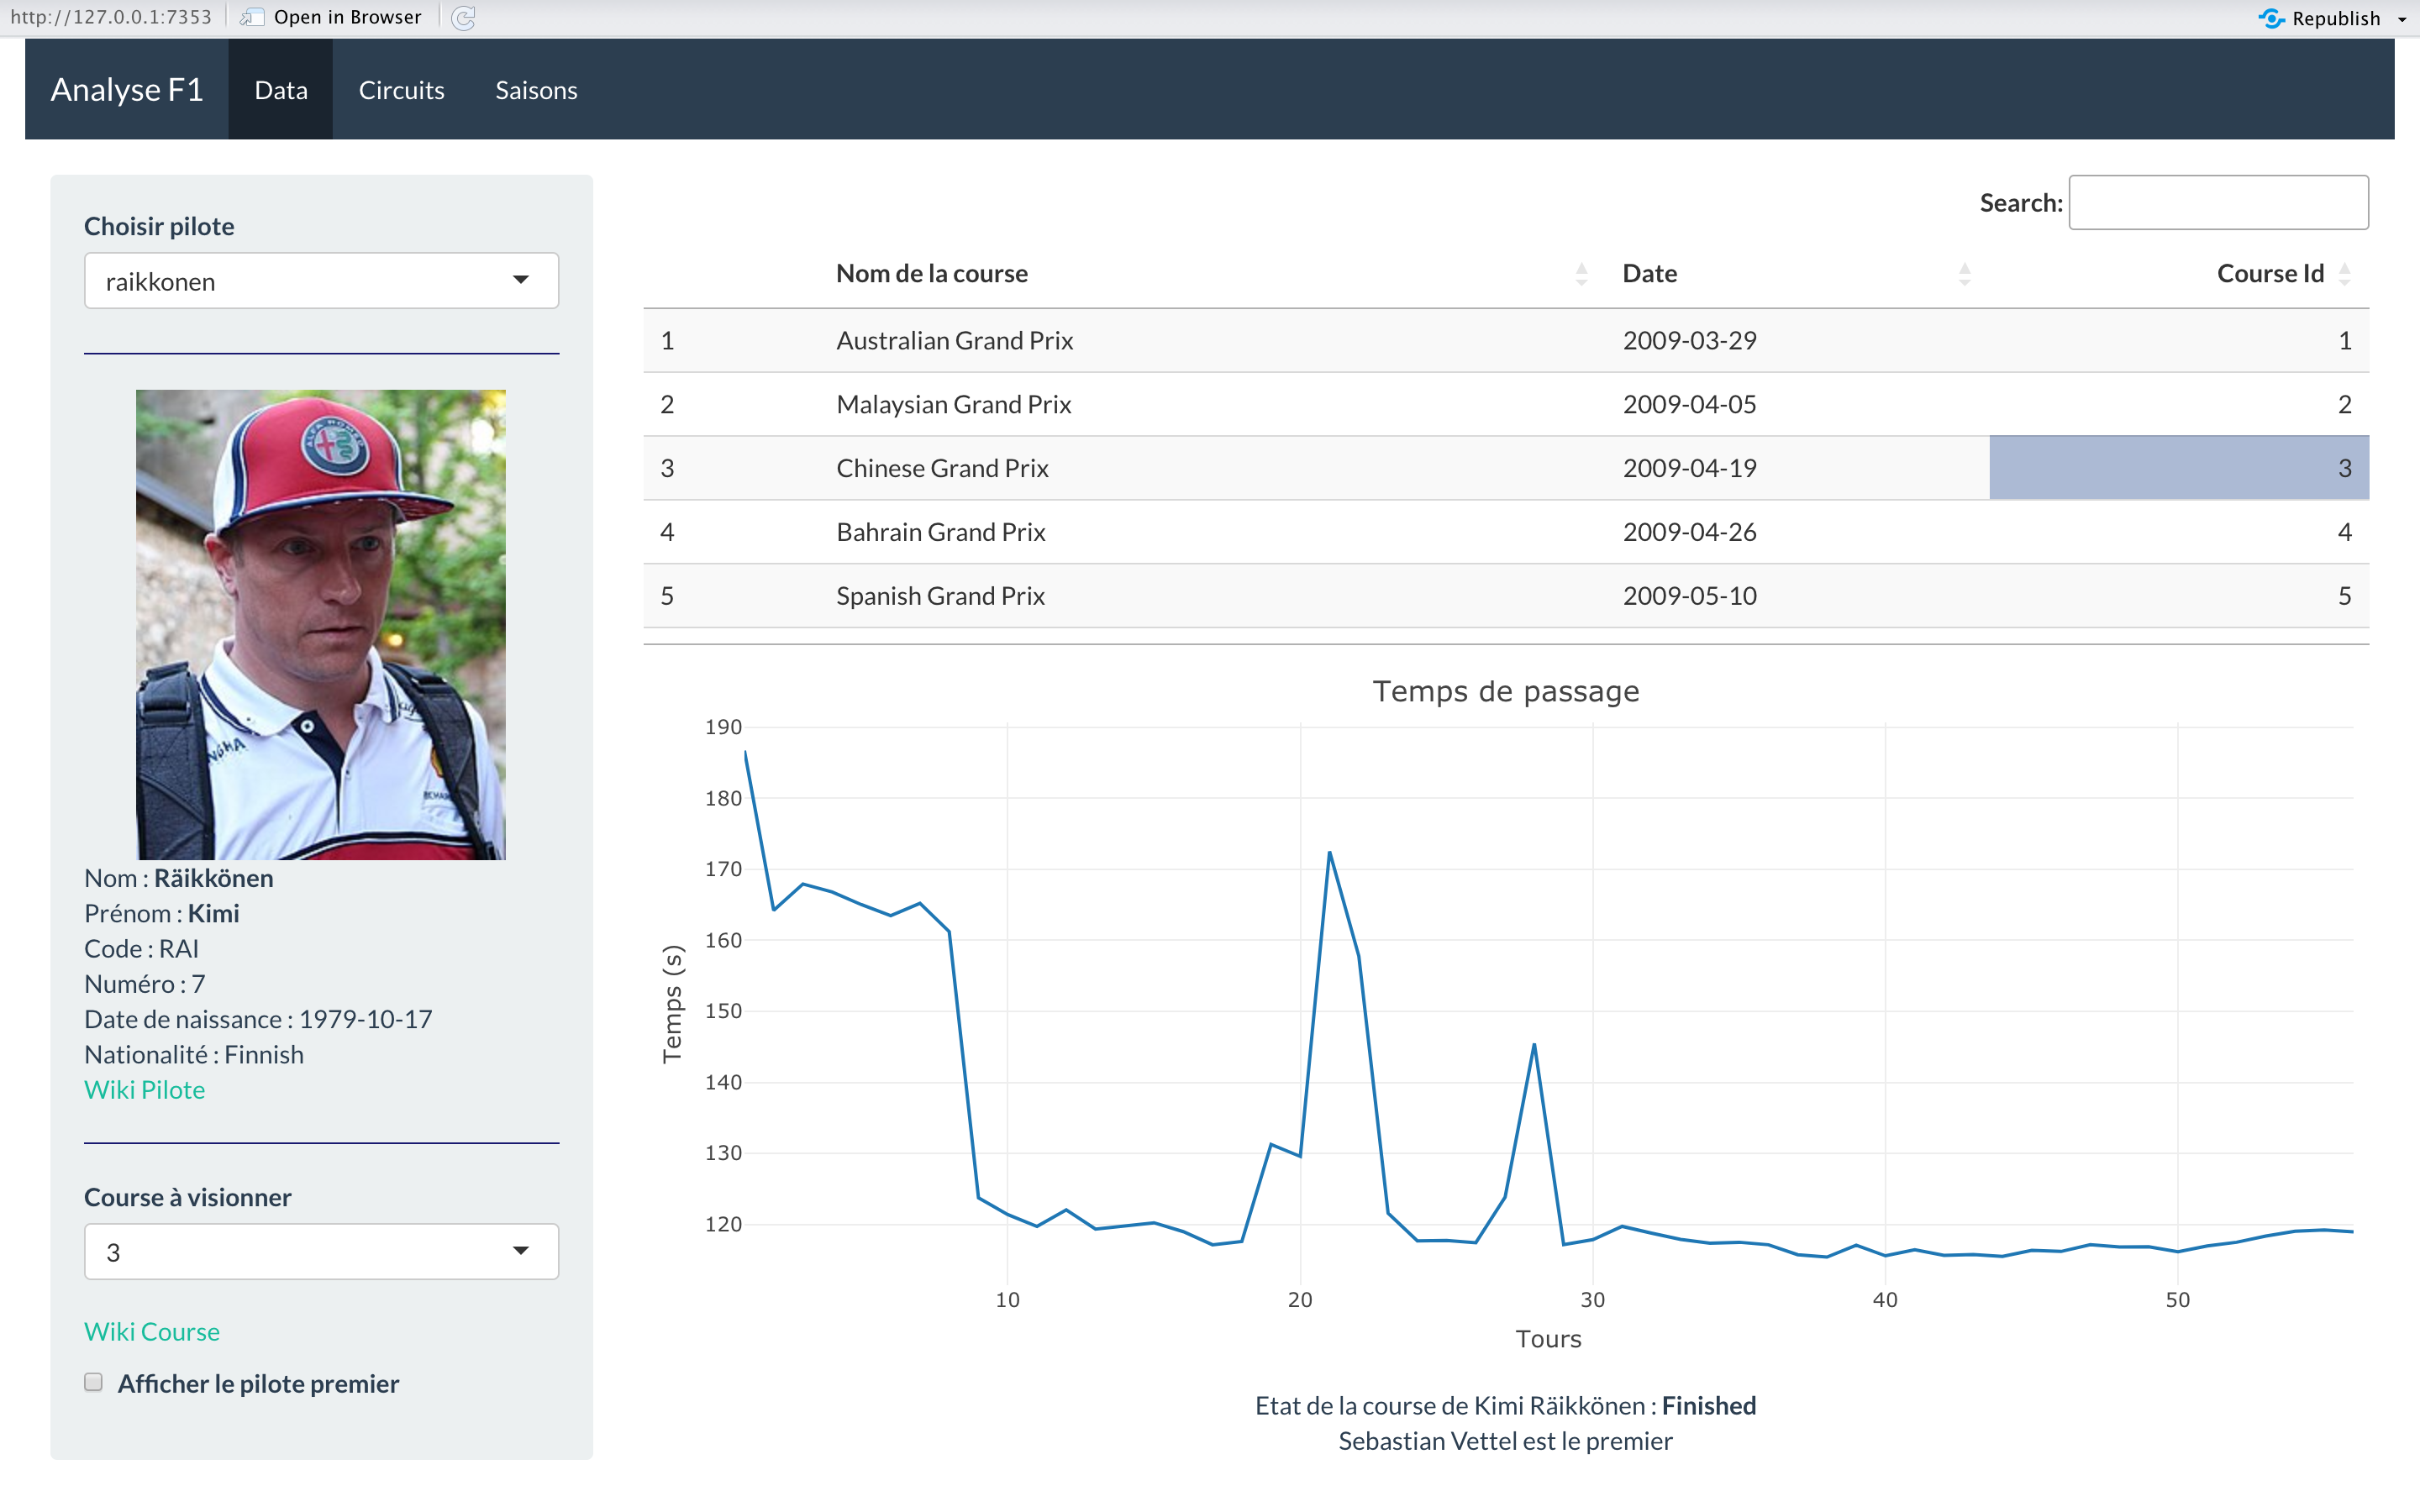 http://127.0.0.1:7353 Open in Browser Republish
Analyse F1 Data Circuits Saisons
Choisir pilote
raikkonen
ALFA ROMEO
Nom : Räikkönen
Prénom : Kimi
Code : RAI
Numéro : 7
Date de naissance : 1979-10-17
Nationalité : Finnish
Wiki Pilote
Course à visionner
3
Wiki Course
Afficher le pilote premier
Search:
Nom de la course Date Course Id
1 Australian Grand Prix 2009-03-29 1
2 Malaysian Grand Prix 2009-04-05 2
3 Chinese Grand Prix 2009-04-19 3
4 Bahrain Grand Prix 2009-04-26 4
5 Spanish Grand Prix 2009-05-10 5
Temps de passage
190
180
170
160
150
140
130
120
Temps (s)
10 20 30 40 50
Tours
Etat de la course de Kimi Räikkönen : Finished
Sebastian Vettel est le premier